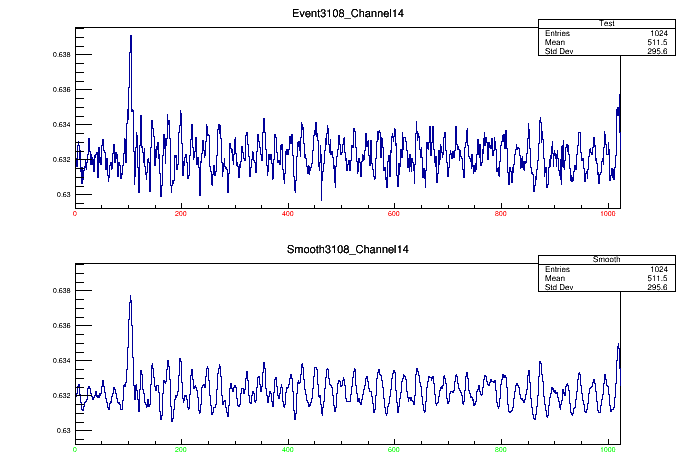 Event3108_Channel14
Test
Entries 1024
Mean 511.5
Std Dev 295.6
0.638
0.636
0.634
0.632
0.63
0 200 400 600 800 1000
Smooth3108_Channel14
Smooth
Entries 1024
Mean 511.5
Std Dev 295.6
0.638
0.636
0.634
0.632
0.63
0 200 400 600 800 1000